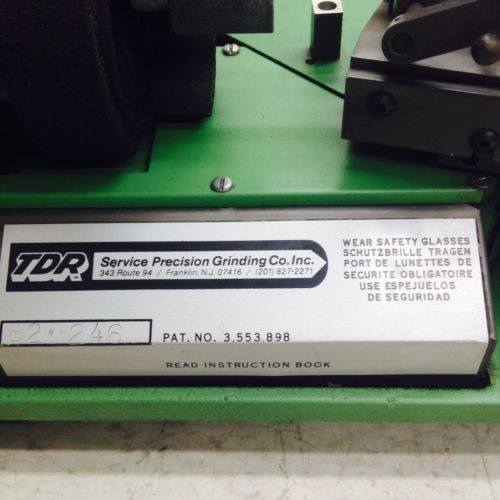 TDR
Service Precision Grinding Co. Inc.
343 Route 94 / Franklin, N.J. 07416 / (201) 827-2271
WEAR SAFETY GLASSES
SCHUTZBRILLE TRAGEN
PORT DE LUNETTES DE
SECURITE OBLIGATOIRE
USE ESPEJUELOS
DE SEGURIDAD
PAT. NO. 3,553,898
READ INSTRUCTION BOOK